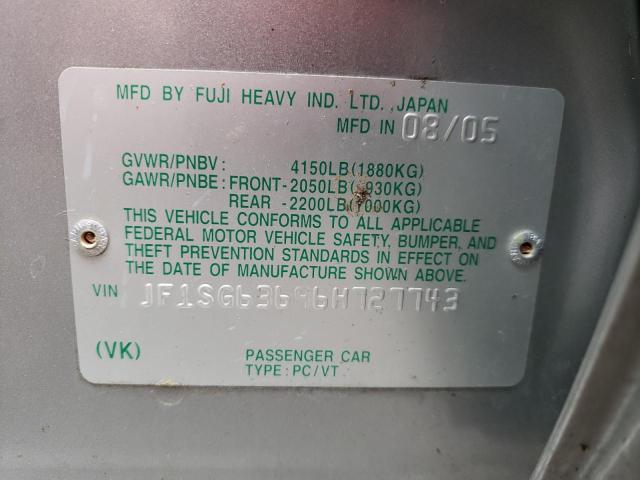 MFD BY FUJI HEAVY IND. LTD. ,JAPAN
MFD IN 08/05
GVWR/PNBV : 4150LB(1880KG)
GAWR/PNBE : FRONT-2050LB( 930KG)
REAR -2200LB(1000KG)
THIS VEHICLE CONFORMS TO ALL APPLICABLE
FEDERAL MOTOR VEHICLE SAFETY, BUMPER, AND
THEFT PREVENTION STANDARDS IN EFFECT ON
THE DATE OF MANUFACTURE SHOWN ABOVE.
VIN JF1SG63696H727743
(VK) PASSENGER CAR
TYPE : PC/VT